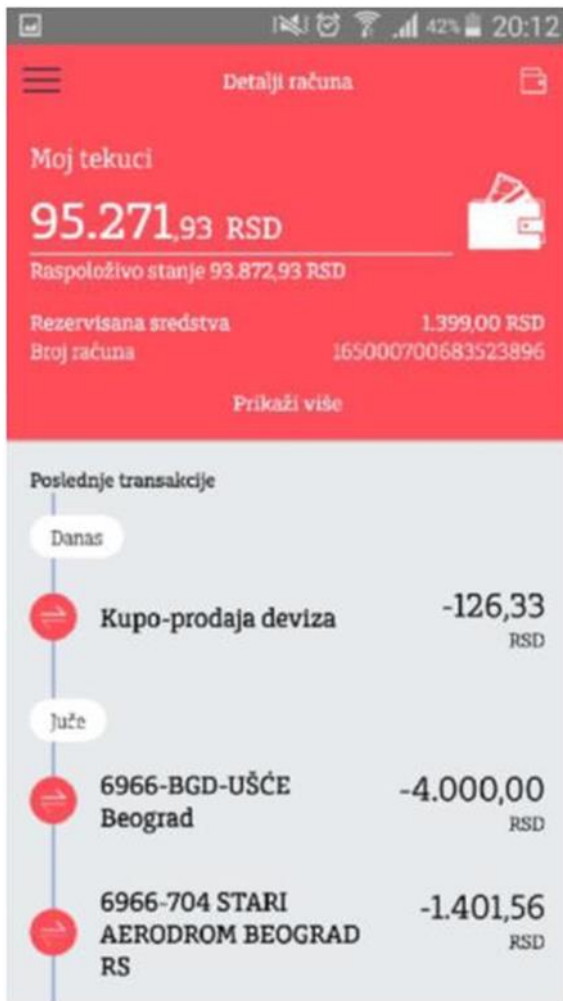 42% 20:12
Detalji računa
Moj tekuci
95.271,93 RSD
Raspoloživo stanje 93.872,93 RSD
Rezervisana sredstva 1.399,00 RSD
Broj računa 165000700683523896
Prikaži više
Poslednje transakcije
Danas
Kupo-prodaja deviza -126,33
RSD
Juče
6966-BGD-UŠĆE -4.000,00
Beograd RSD
6966-704 STARI -1.401,56
AERODROM BEOGRAD RSD
RS